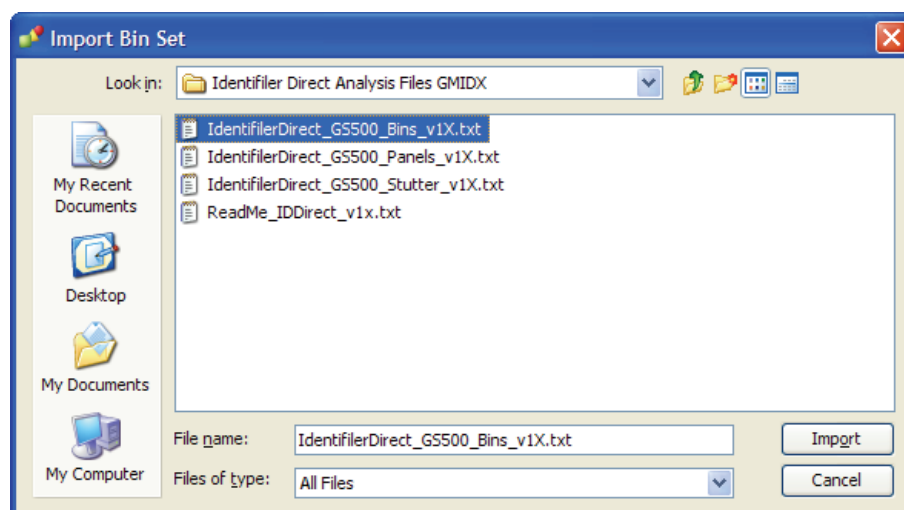 Import Bin Set
Look in: Identifiler Direct Analysis Files GMIDX
My Recent Documents
Desktop
My Documents
My Computer
IdentifilerDirect_GS500_Bins_v1X.txt
IdentifilerDirect_GS500_Panels_v1X.txt
IdentifilerDirect_GS500_Stutter_v1X.txt
ReadMe_IDDirect_v1x.txt
File name: IdentifilerDirect_GS500_Bins_v1X.txt Import
Files of type: All Files Cancel